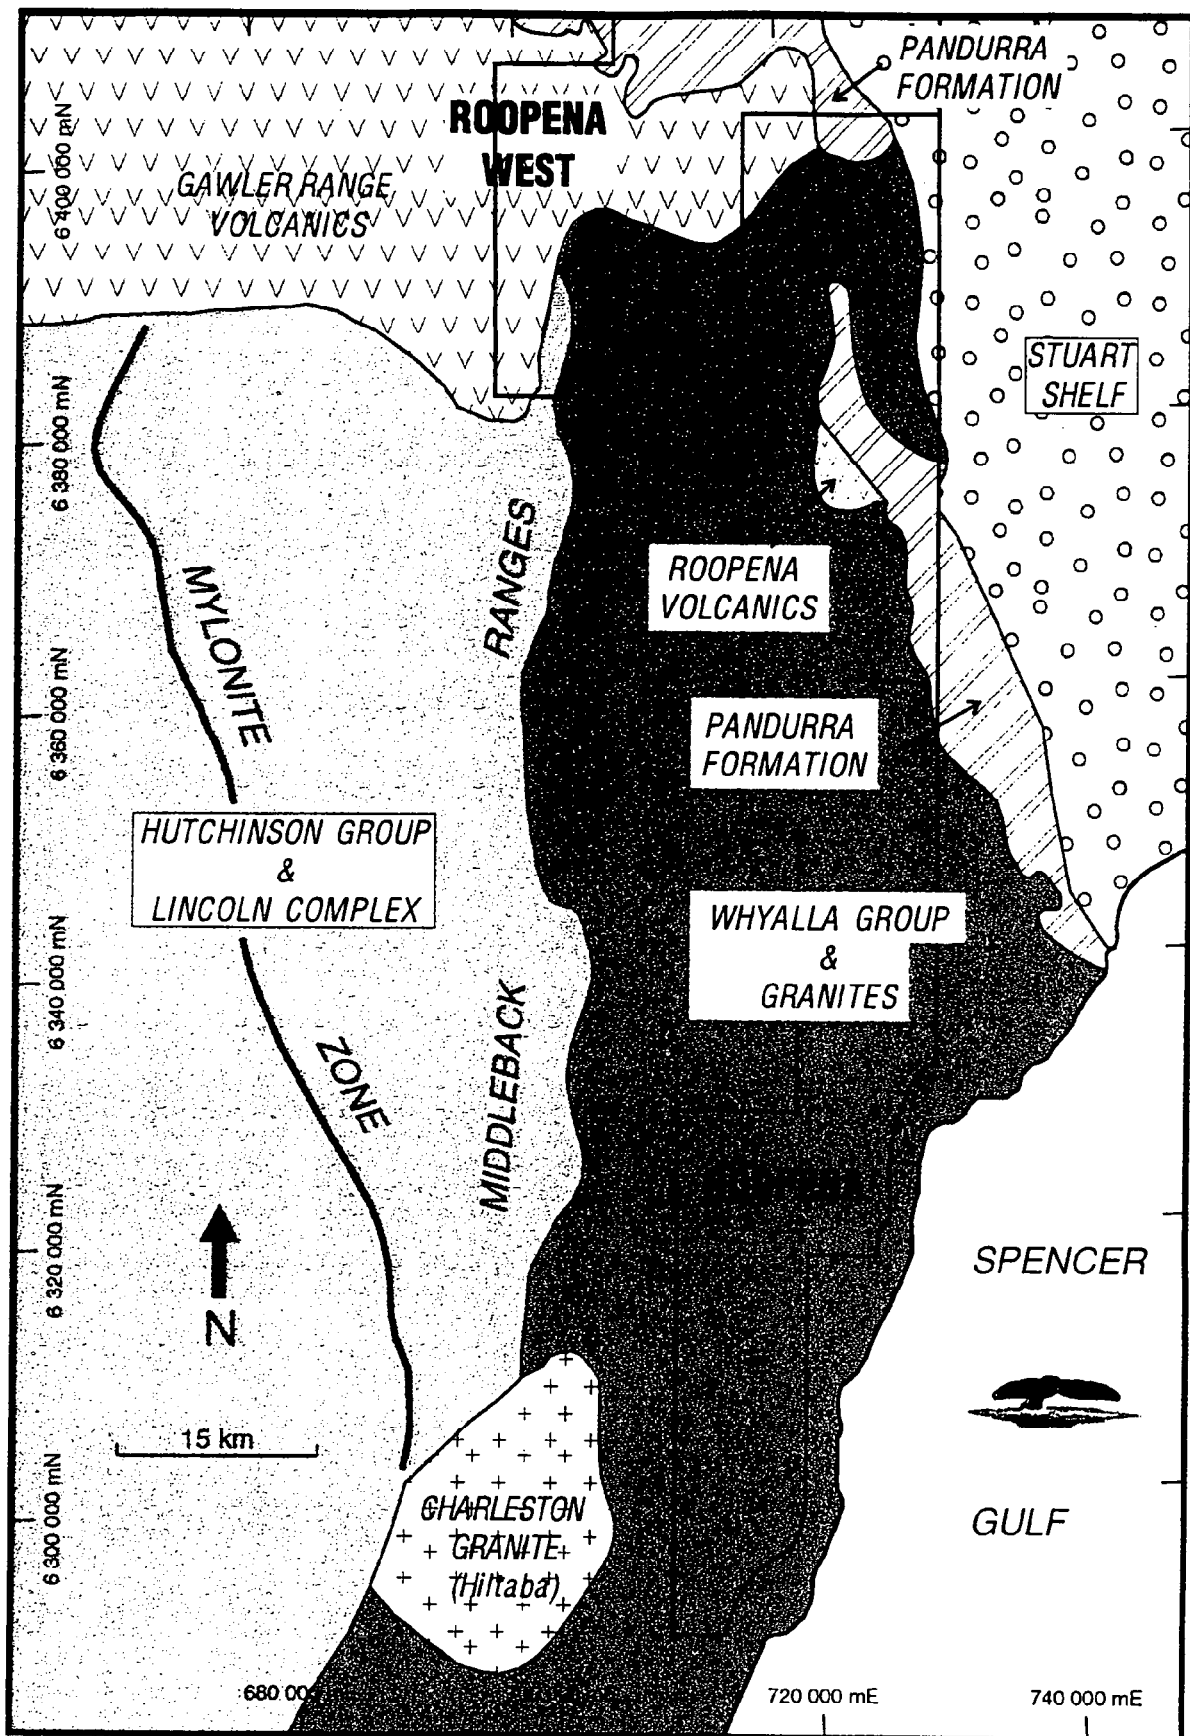 PANDURRA
FORMATION
ROOPENA
WEST
GAWLER RANGE
VOLCANICS
STUART
SHELF
ROOPENA
VOLCANICS
PANDURRA
FORMATION
WHYALLA GROUP
&
GRANITES
MYLONITE
ZONE
HUTCHINSON GROUP
&
LINCOLN COMPLEX
MIDDLEBACK
RANGES
N
15 km
CHARLESTON
GRANITE
(Hiltaba)
SPENCER
GULF
6 400 000 mN
6 380 000 mN
6 360 000 mN
6 340 000 mN
6 320 000 mN
6 300 000 mN
680 00
720 000 mE
740 000 mE